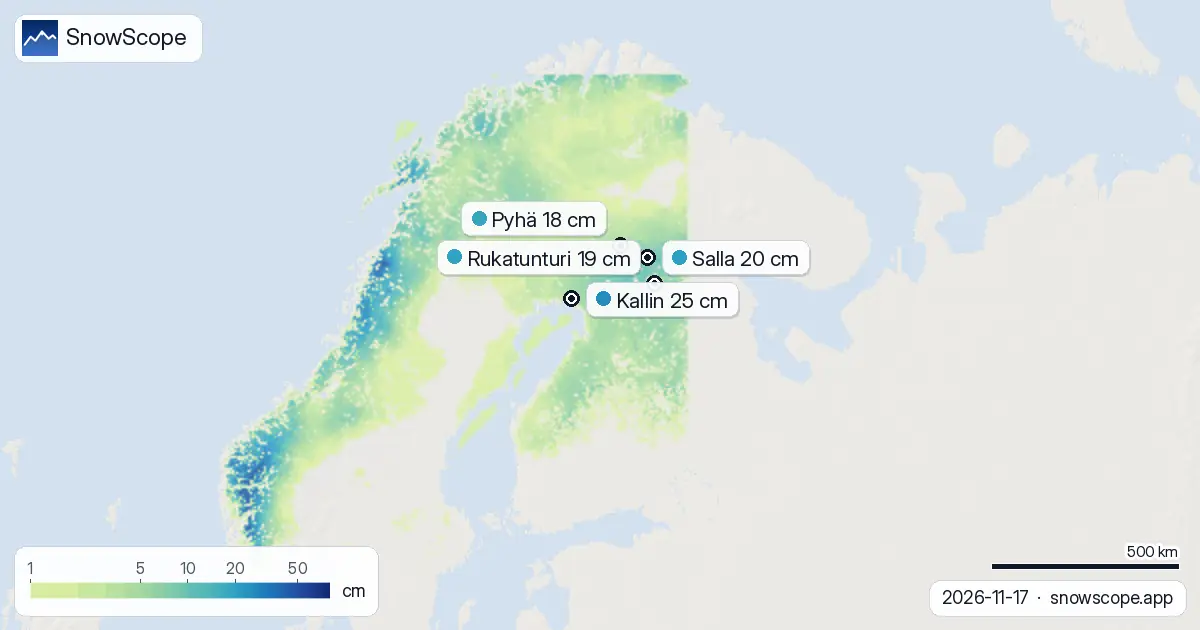 SnowScope
Pyhä 18 cm
Rukatunturi 19 cm
Salla 20 cm
Kallin 25 cm
1 5 10 20 50 cm
500 km
2026-11-17 · snowscope.app